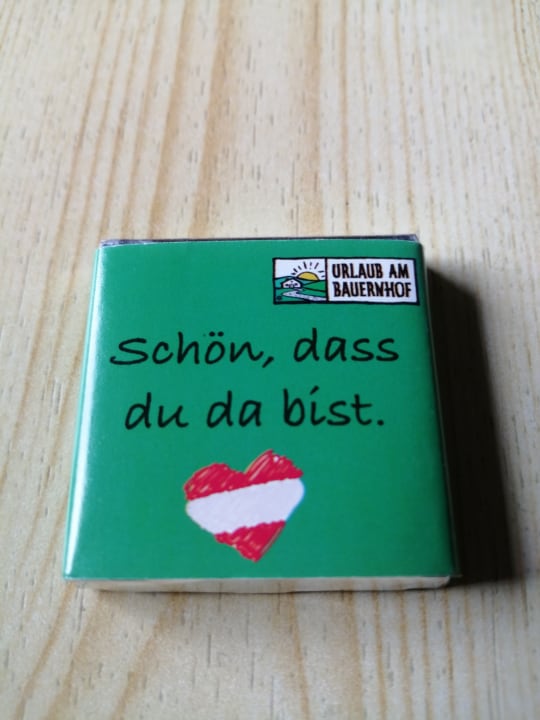 URLAUB AM
BAUERNHOF
Schön, dass
du da bist.